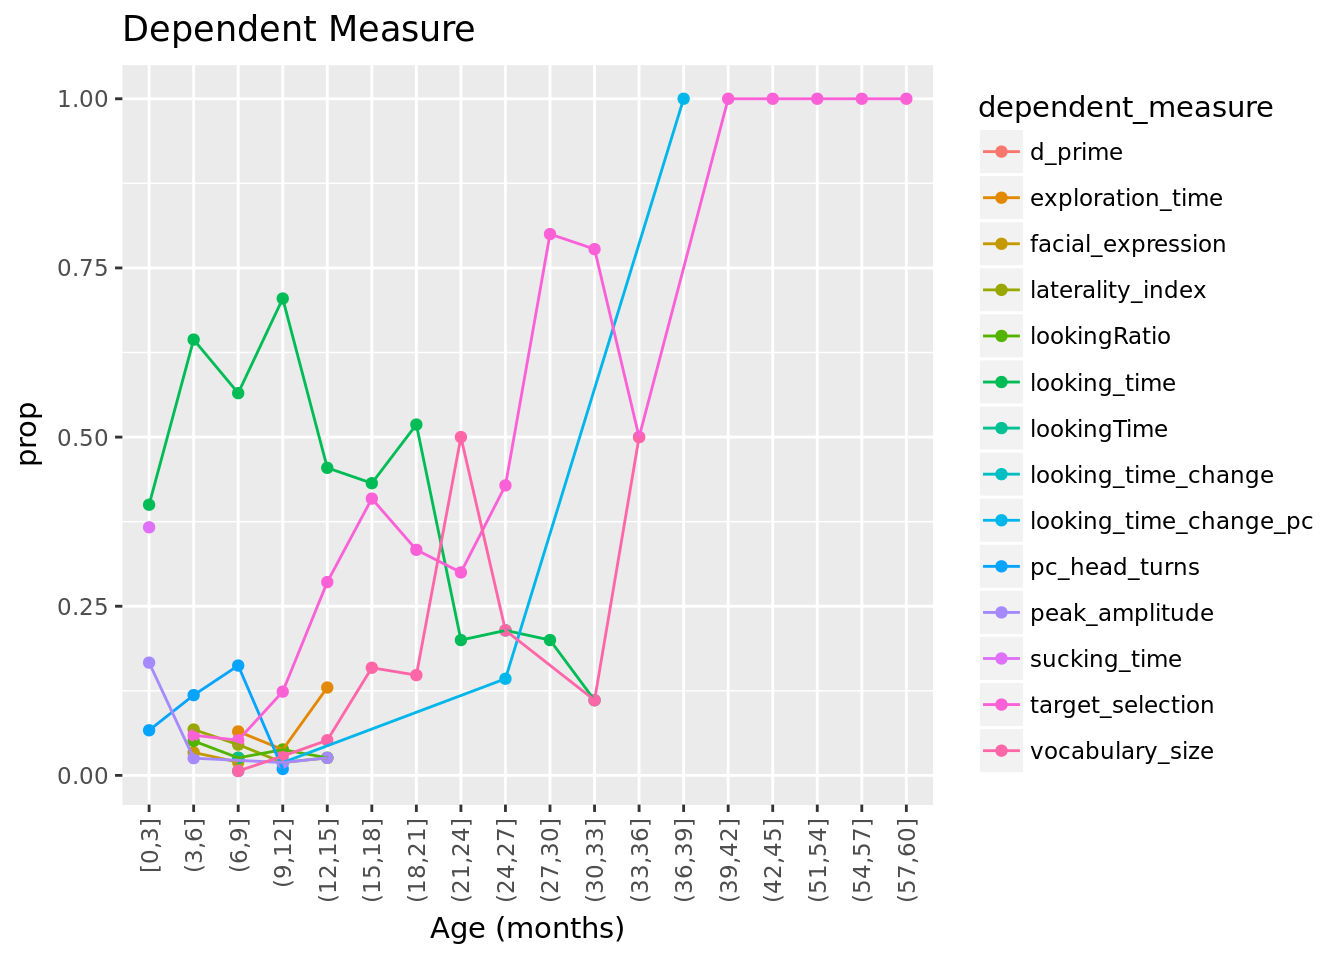 Dependent Measure
1.00
0.75
0.50
0.25
0.00
prop
[0,3]
(3,6]
(6,9]
(9,12]
(12,15]
(15,18]
(18,21]
(21,24]
(24,27]
(27,30]
(30,33]
(33,36]
(36,39]
(39,42]
(42,45]
(51,54]
(54,57]
(57,60]
Age (months)
dependent_measure
d_prime
exploration_time
facial_expression
laterality_index
lookingRatio
looking_time
lookingTime
looking_time_change
looking_time_change_pc
pc_head_turns
peak_amplitude
sucking_time
target_selection
vocabulary_size